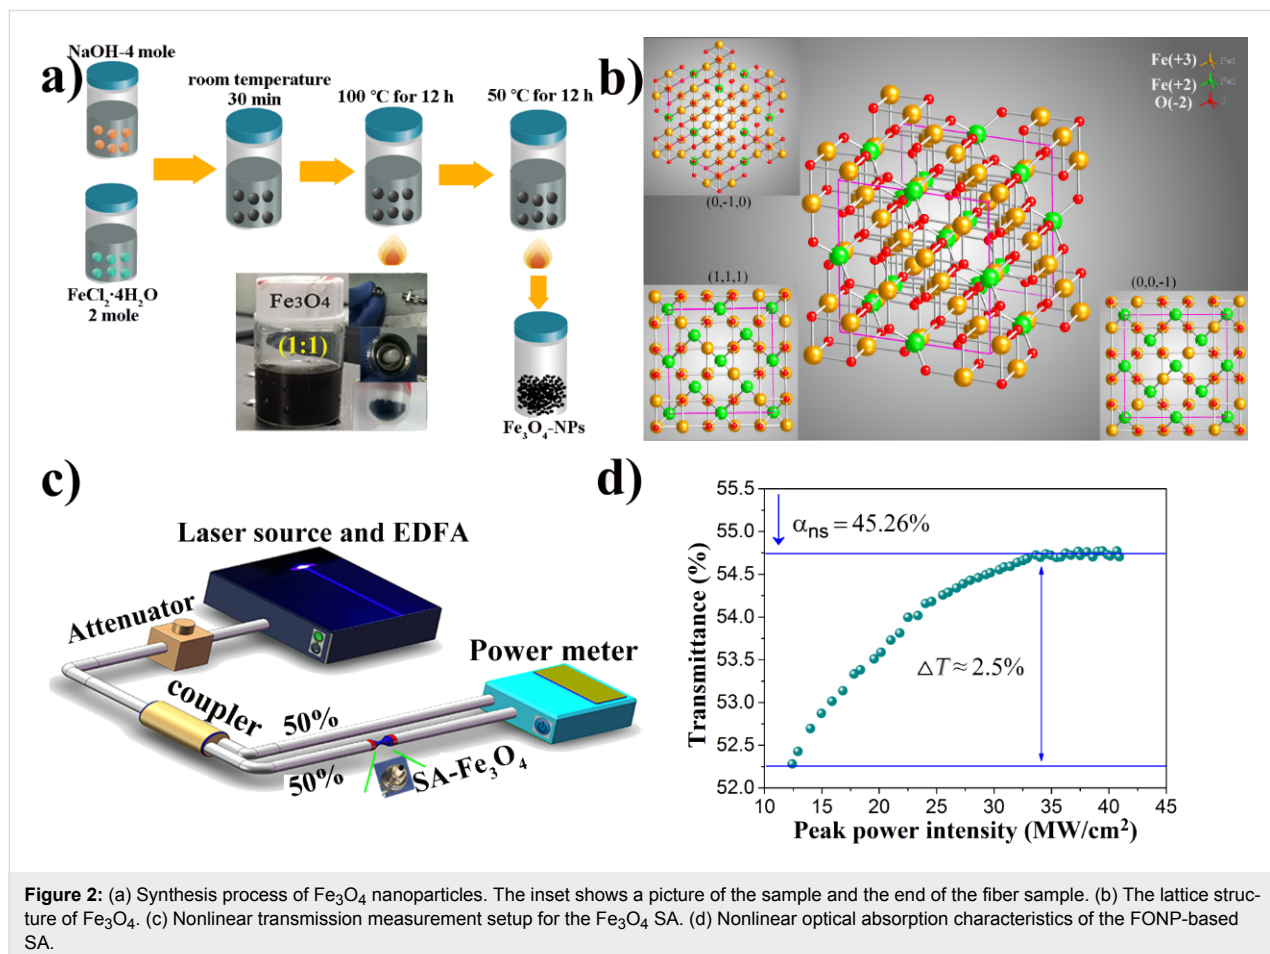 a)
NaOH-4 mole
room temperature
30 min
100 °C for 12 h
50 °C for 12 h
FeCl₂·4H₂O
2 mole
Fe3O4
(1:1)
Fe₃O₄-NPs
b)
Fe(+3)
Fe(+2)
O(-2)
(0,-1,0)
(1,1,1)
(0,0,-1)
c)
Laser source and EDFA
Attenuator
coupler
50%
50%
Power meter
SA-Fe₃O₄
d)
Transmittance (%)
55.5
55.0
54.5
54.0
53.5
53.0
52.5
52.0
αns = 45.26%
△T ≈ 2.5%
10 15 20 25 30 35 40 45
Peak power intensity (MW/cm²)
Figure 2: (a) Synthesis process of Fe₃O₄ nanoparticles. The inset shows a picture of the sample and the end of the fiber sample. (b) The lattice struc-
ture of Fe₃O₄. (c) Nonlinear transmission measurement setup for the Fe₃O₄ SA. (d) Nonlinear optical absorption characteristics of the FONP-based
SA.